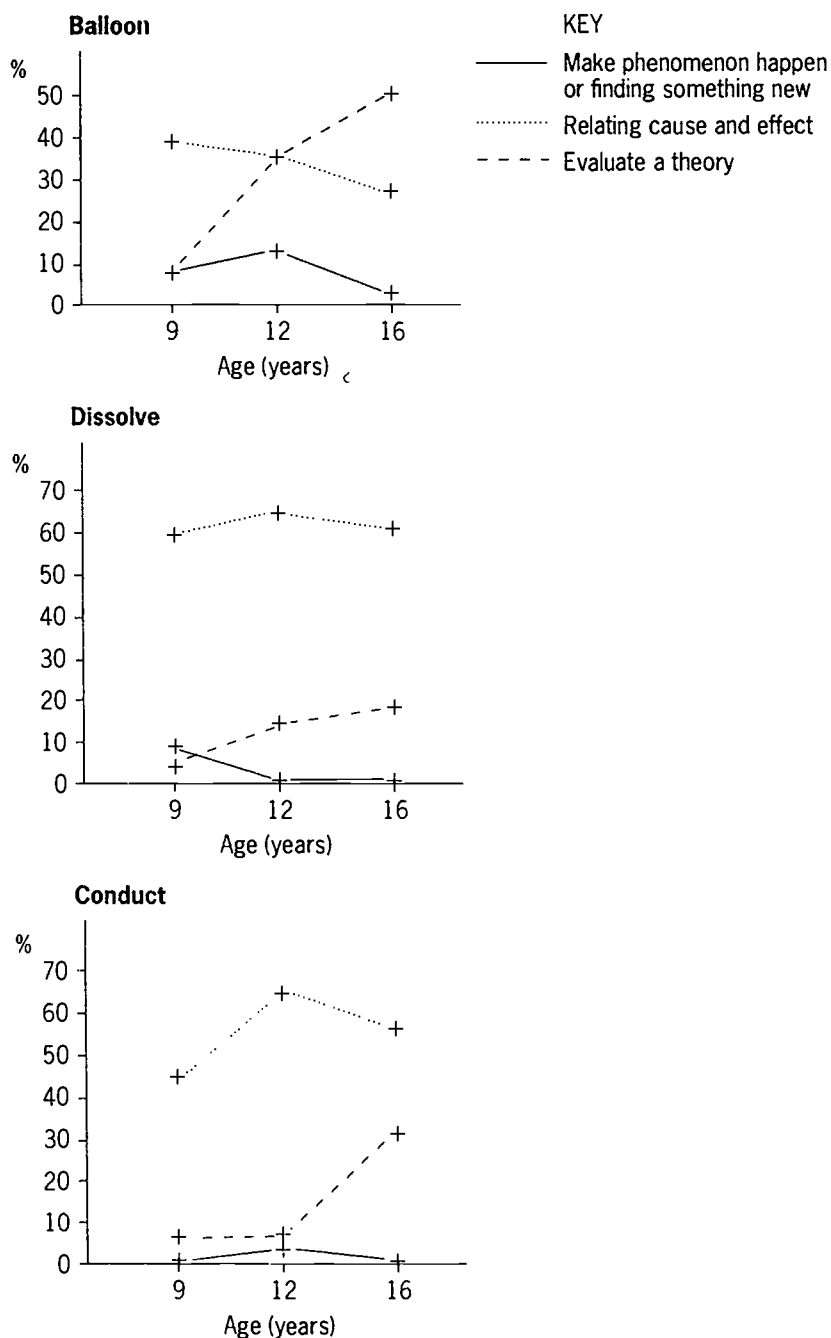 Balloon
%
50
40
30
20
10
0
9 12 16
Age (years)
KEY
Make phenomenon happen
or finding something new
Relating cause and effect
Evaluate a theory
Dissolve
%
70
60
50
40
30
20
10
0
9 12 16
Age (years)
Conduct
%
70
60
50
40
30
20
10
0
9 12 16
Age (years)